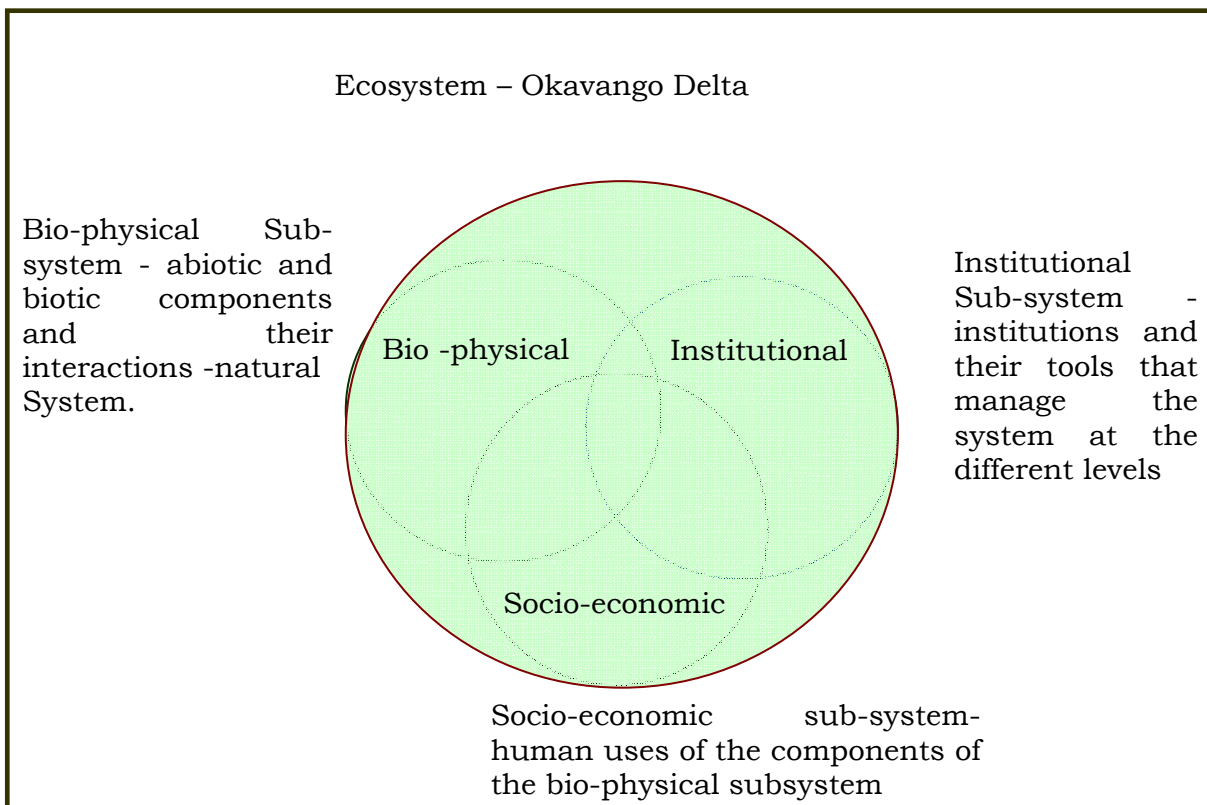 Ecosystem – Okavango Delta
Bio-physical Sub-
system - abiotic and
biotic components
and their
interactions -natural
System.
Bio -physical
Institutional
Socio-economic
Institutional
Sub-system -
institutions and
their tools that
manage the
system at the
different levels
Socio-economic sub-system-
human uses of the components of
the bio-physical subsystem